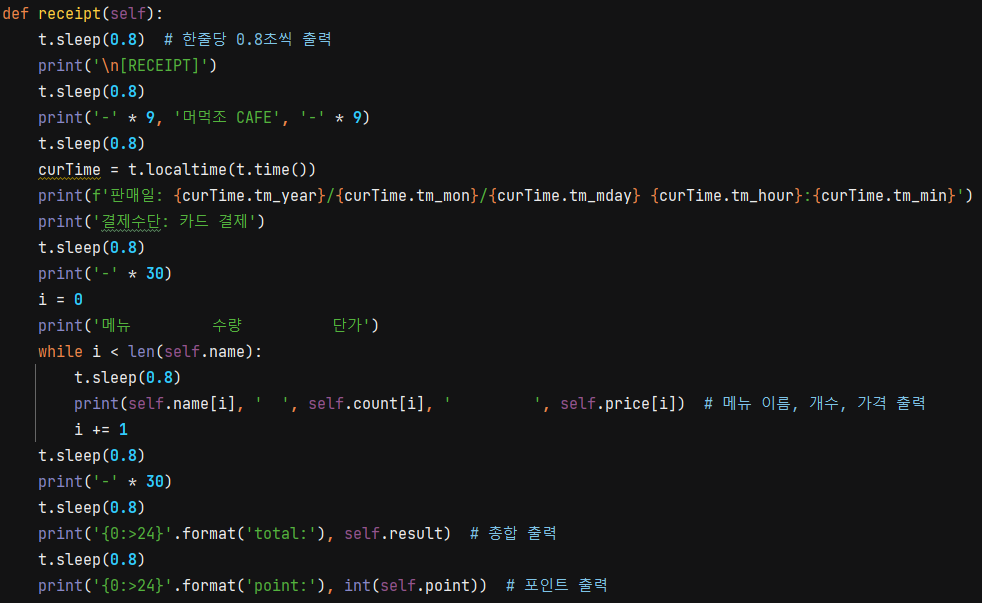 def receipt(self):
    t.sleep(0.8)  # 한줄당 0.8초씩 출력
    print('\n[RECEIPT]')
    t.sleep(0.8)
    print('-' * 9, '머먹조 CAFE', '-' * 9)
    t.sleep(0.8)
    curTime = t.localtime(t.time())
    print(f'판매일: {curTime.tm_year}/{curTime.tm_mon}/{curTime.tm_mday} {curTime.tm_hour}:{curTime.tm_min}')
    print('결제수단: 카드 결제')
    t.sleep(0.8)
    print('-' * 30)
    i = 0
    print('메뉴         수량          단가')
    while i < len(self.name):
        t.sleep(0.8)
        print(self.name[i], '  ', self.count[i], '         ', self.price[i])  # 메뉴 이름, 개수, 가격 출력
        i += 1
    t.sleep(0.8)
    print('-' * 30)
    t.sleep(0.8)
    print('{0:>24}'.format('total:'), self.result)  # 종합 출력
    t.sleep(0.8)
    print('{0:>24}'.format('point:'), int(self.point))  # 포인트 출력